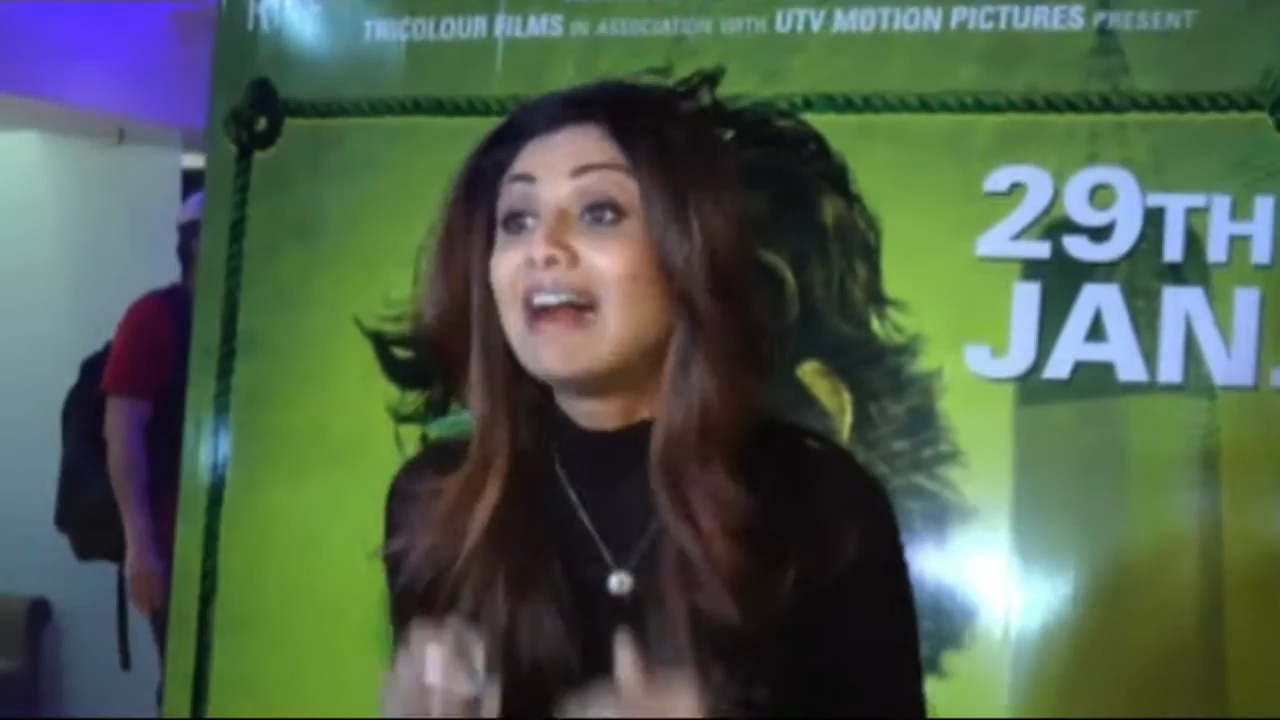 TRICOLOUR FILMS IN ASSOCIATION WITH UTV MOTION PICTURES PRESENT
29TH
JAN.